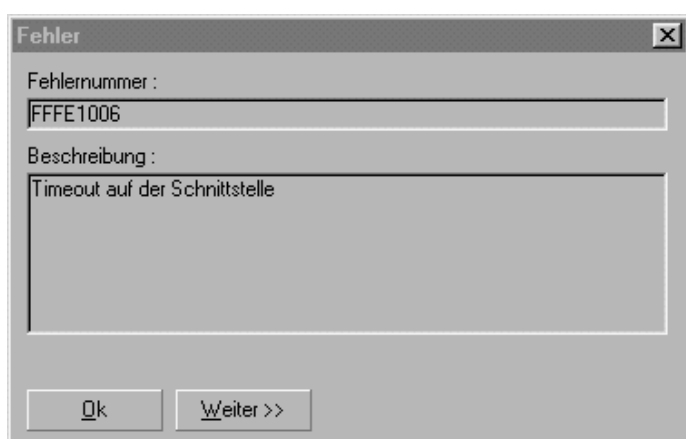 Fehler
Fehlernummer :
FFFE1006
Beschreibung :
Timeout auf der Schnittstelle
Ok
Weiter >>